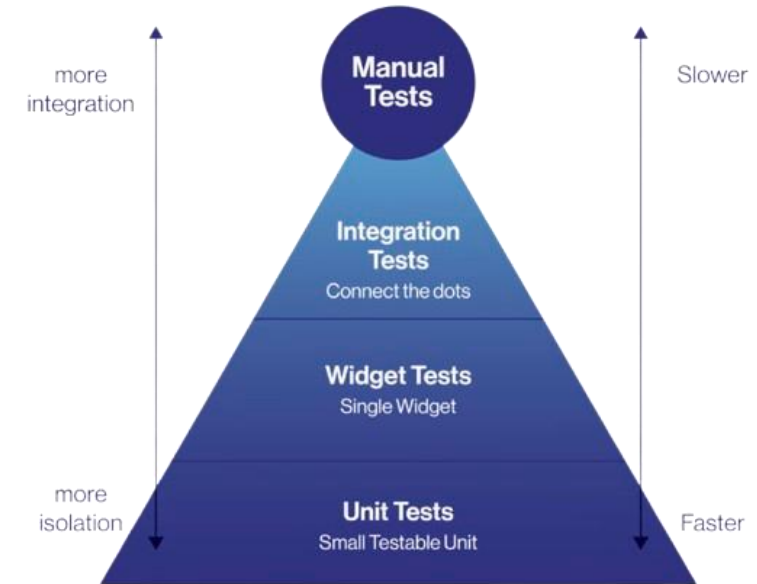 Manual
Tests
more
integration
Slower
Integration
Tests
Connect the dots
Widget Tests
Single Widget
more
isolation
Unit Tests
Small Testable Unit
Faster